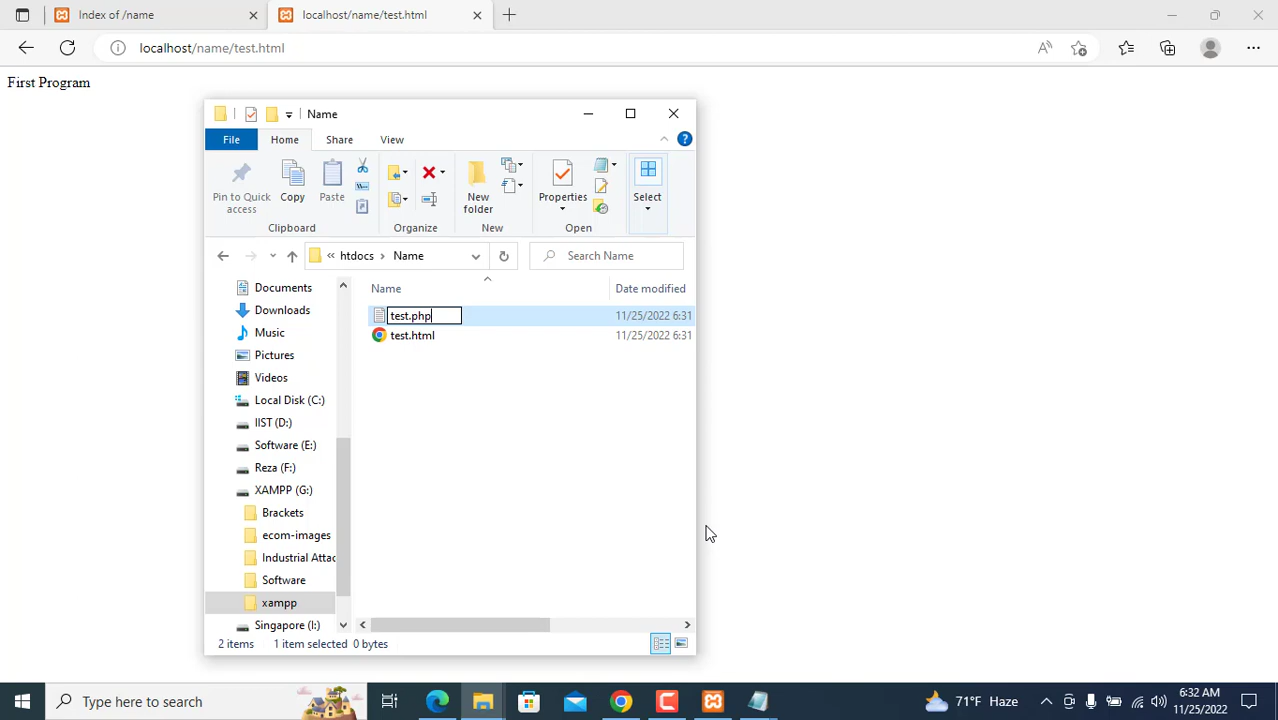 Index of /name
localhost/name/test.html
localhost/name/test.html
First Program
Name
File
Home
Share
View
Pin to Quick access
Copy
Paste
New folder
Properties
Select
Clipboard
Organize
New
Open
htdocs
Name
Search Name
Name
Date modified
test.php
11/25/2022 6:31
test.html
11/25/2022 6:31
Documents
Downloads
Music
Pictures
Videos
Local Disk (C:)
IIST (D:)
Software (E:)
Reza (F:)
XAMPP (G:)
Brackets
ecom-images
Industrial Attac
Software
xampp
Singapore (I:)
2 items
1 item selected
0 bytes
Type here to search
71°F Haze
6:32 AM
11/25/2022